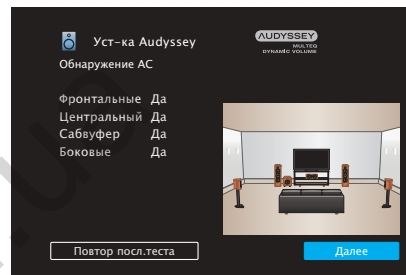 Уст-ка Audyssey
AUDYSSEY
MULTEQ
DYNAMIC VOLUME
Обнаружение АС
Фронтальные Да
Центральный Да
Сабвуфер Да
Боковые Да
Повтор посл.теста
Далее